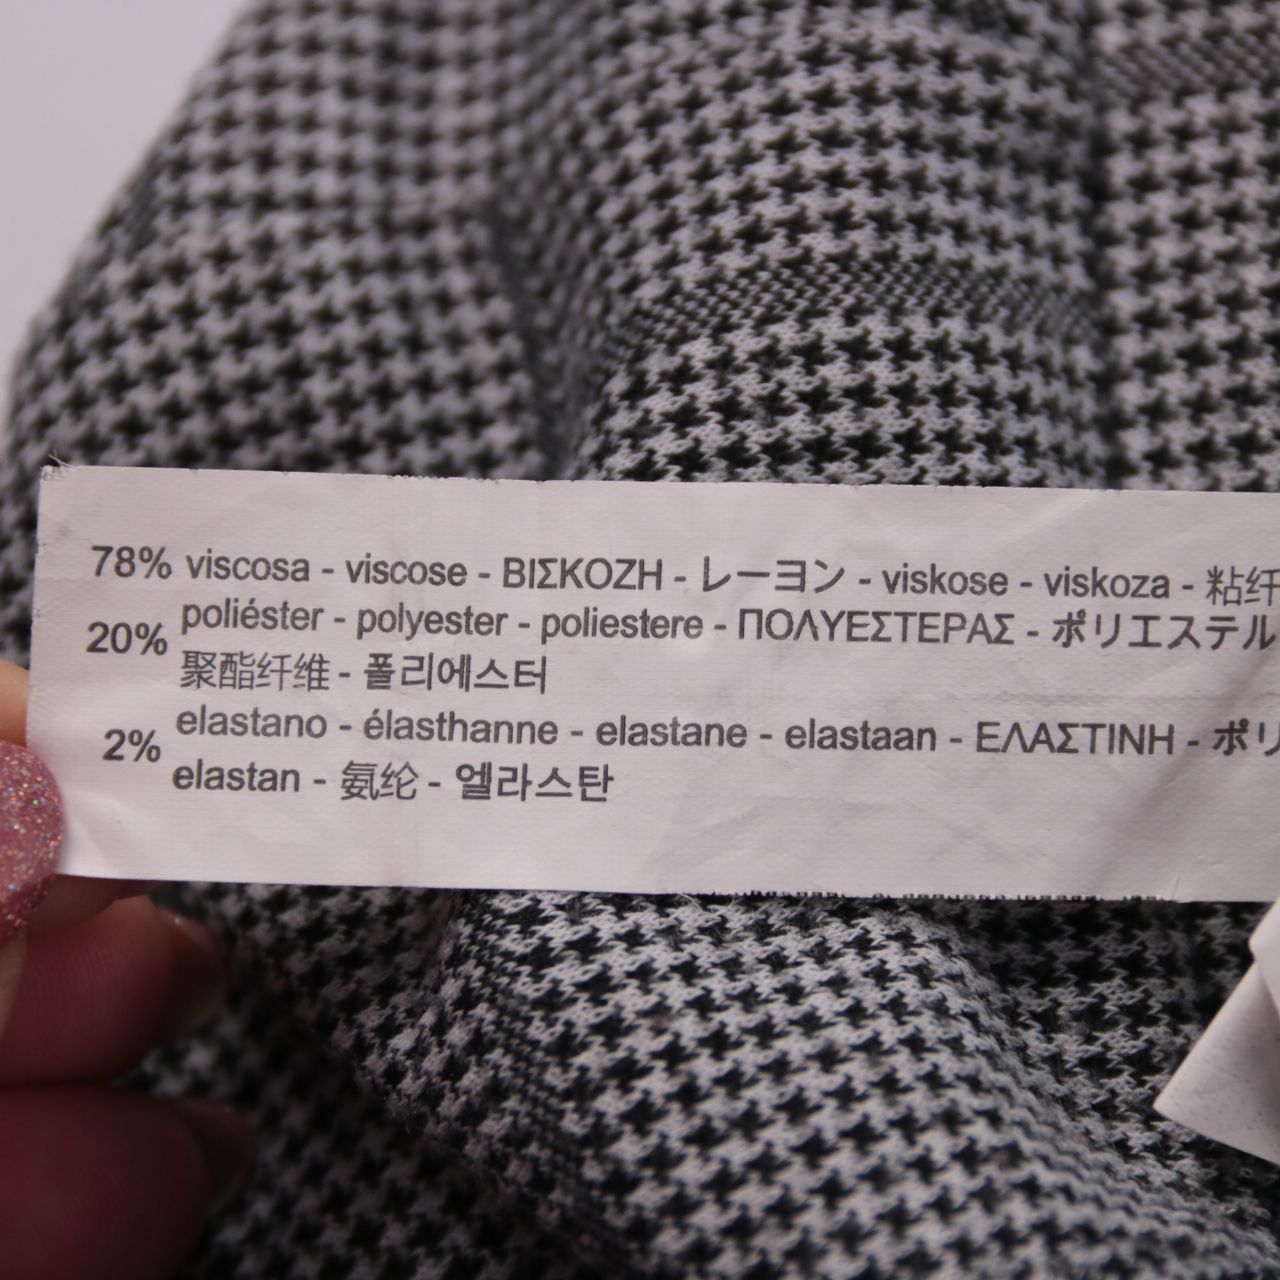 78% viscosa - viscose - ΒΙΣΚΟΖΗ - レーヨン - viskose - viskoza - 粘纤
20% poliéster - polyester - poliestere - ΠΟΛΥΕΣΤΕΡΑΣ - ポリエステル
聚酯纤维 - 폴리에스터
2% elastano - élasthanne - elastane - elastaan - ΕΛΑΣΤΙΝΗ - ポリ
elastan - 氨纶 - 엘라스탄